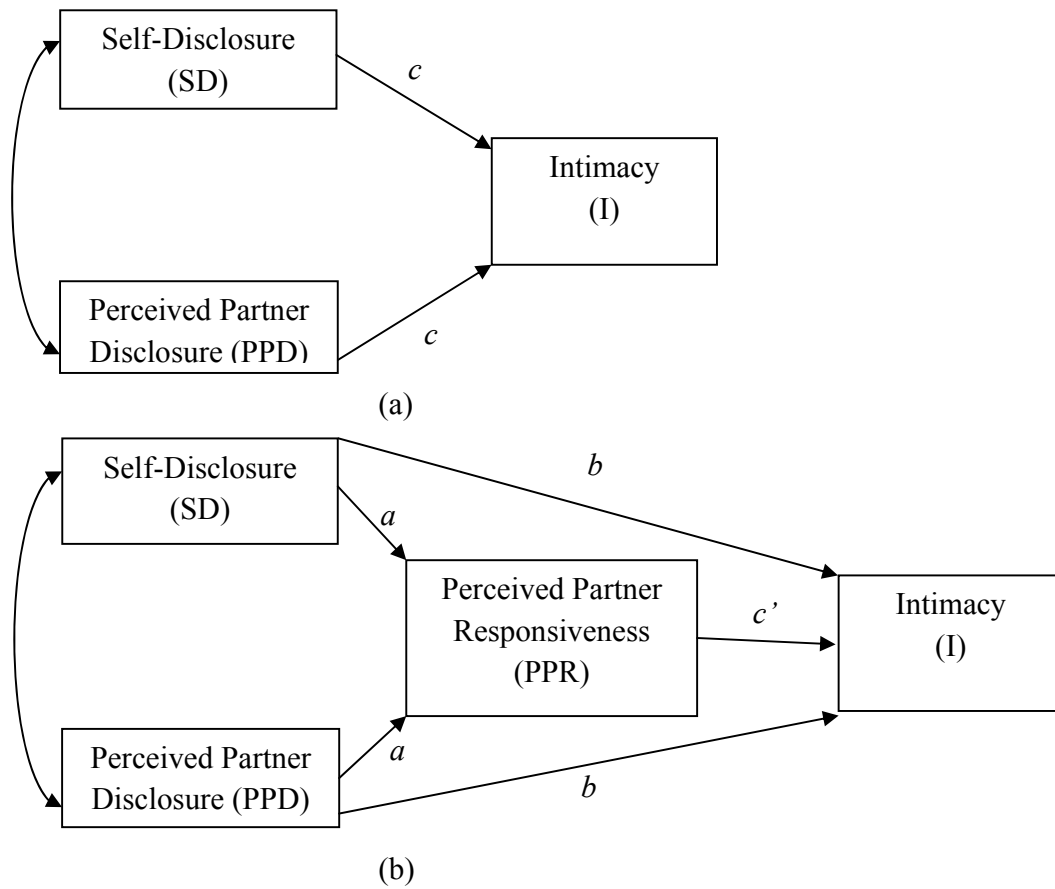 Self-Disclosure
(SD)
c
Intimacy
(I)
Perceived Partner
Disclosure (PPD)
c
(a)
Self-Disclosure
(SD)
b
a
Perceived Partner
Responsiveness
(PPR)
c’
Intimacy
(I)
Perceived Partner
Disclosure (PPD)
a
b
(b)